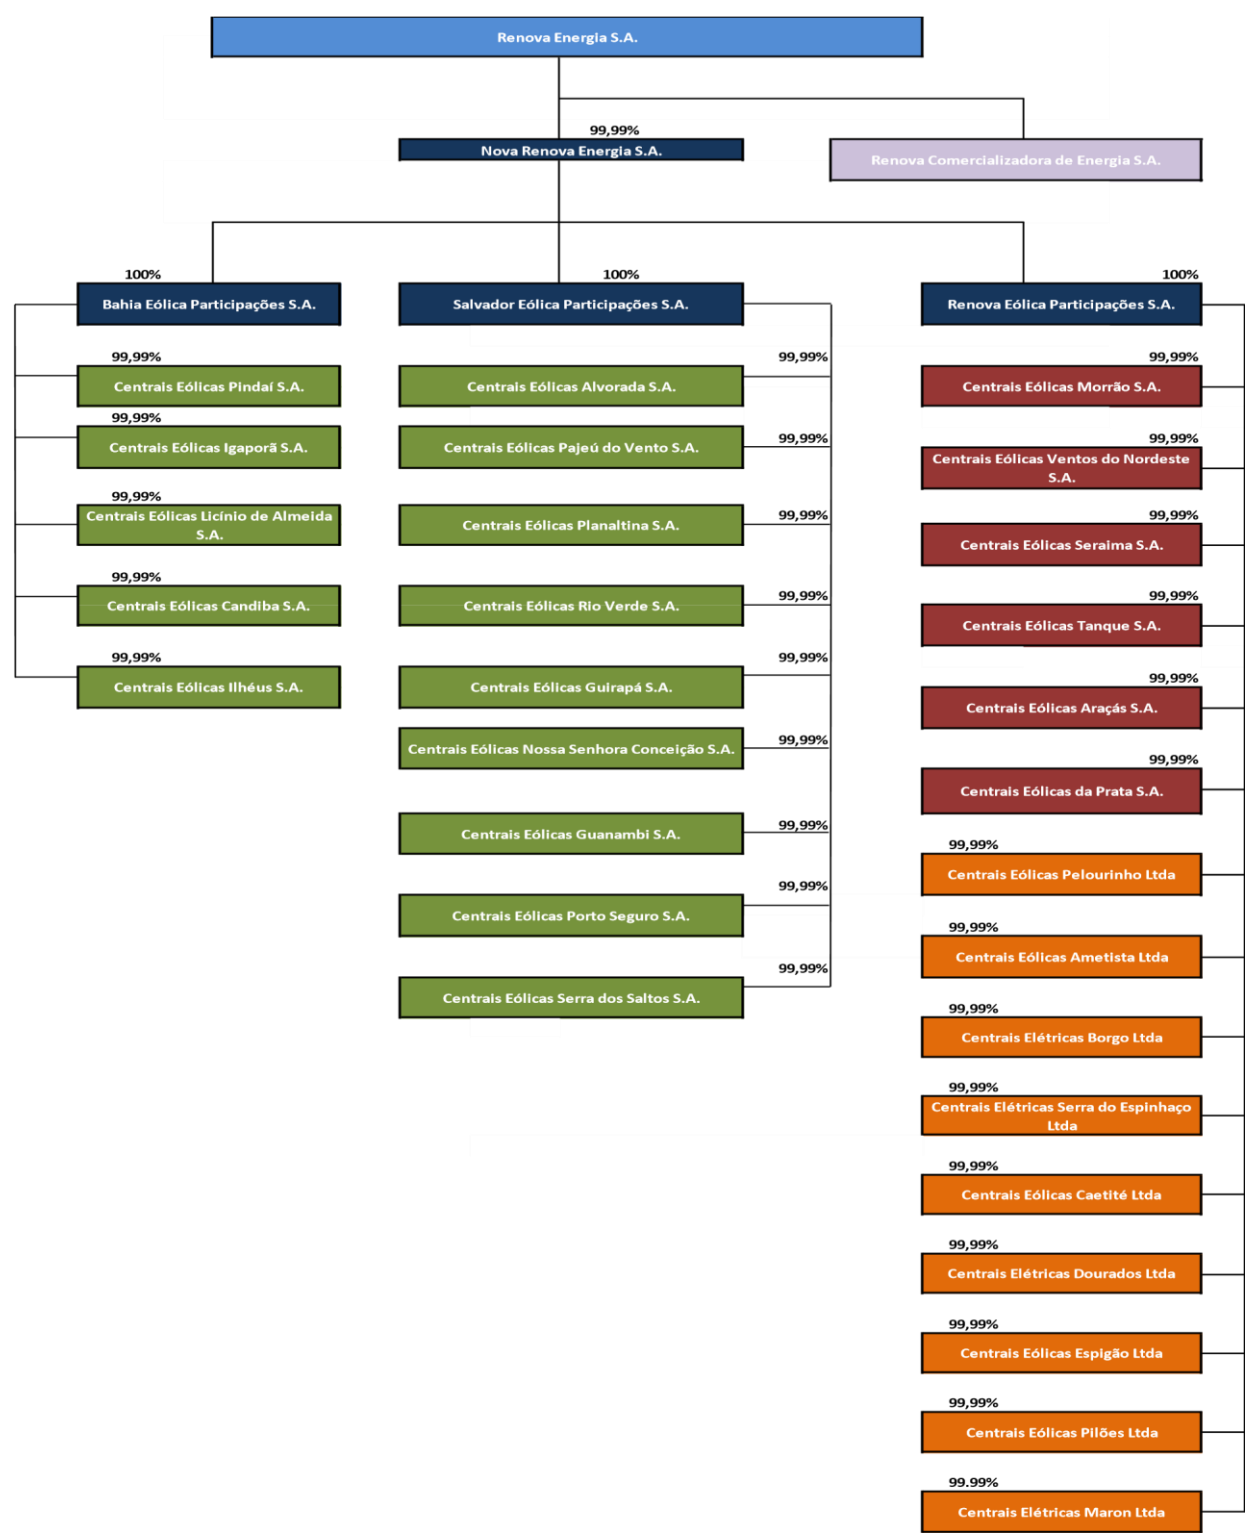 Renova Energia S.A.
99,99%
Nova Renova Energia S.A.
Renova Comercializadora de Energia S.A.
100%
Bahia Eólica Participações S.A.
99,99%
Centrais Eólicas Pindaí S.A.
99,99%
Centrais Eólicas Igaporã S.A.
99,99%
Centrais Eólicas Licínio de Almeida
S.A.
99,99%
Centrais Eólicas Candiba S.A.
99,99%
Centrais Eólicas Ilhéus S.A.
100%
Salvador Eólica Participações S.A.
99,99%
Centrais Eólicas Alvorada S.A.
99,99%
Centrais Eólicas Pajeú do Vento S.A.
99,99%
Centrais Eólicas Planaltina S.A.
99,99%
Centrais Eólicas Rio Verde S.A.
99,99%
Centrais Eólicas Guirapá S.A.
99,99%
Centrais Eólicas Nossa Senhora Conceição S.A.
99,99%
Centrais Eólicas Guanambi S.A.
99,99%
Centrais Eólicas Porto Seguro S.A.
99,99%
Centrais Eólicas Serra dos Saltos S.A.
100%
Renova Eólica Participações S.A.
99,99%
Centrais Eólicas Morrão S.A.
99,99%
Centrais Eólicas Ventos do Nordeste
S.A.
99,99%
Centrais Eólicas Seraima S.A.
99,99%
Centrais Eólicas Tanque S.A.
99,99%
Centrais Eólicas Araçás S.A.
99,99%
Centrais Eólicas da Prata S.A.
99,99%
Centrais Eólicas Pelourinho Ltda
99,99%
Centrais Eólicas Ametista Ltda
99,99%
Centrais Elétricas Borgo Ltda
99,99%
Centrais Elétricas Serra do Espinhaço
Ltda
99,99%
Centrais Eólicas Caetité Ltda
99,99%
Centrais Elétricas Dourados Ltda
99,99%
Centrais Eólicas Espigão Ltda
99,99%
Centrais Eólicas Pilões Ltda
99.99%
Centrais Elétricas Maron Ltda